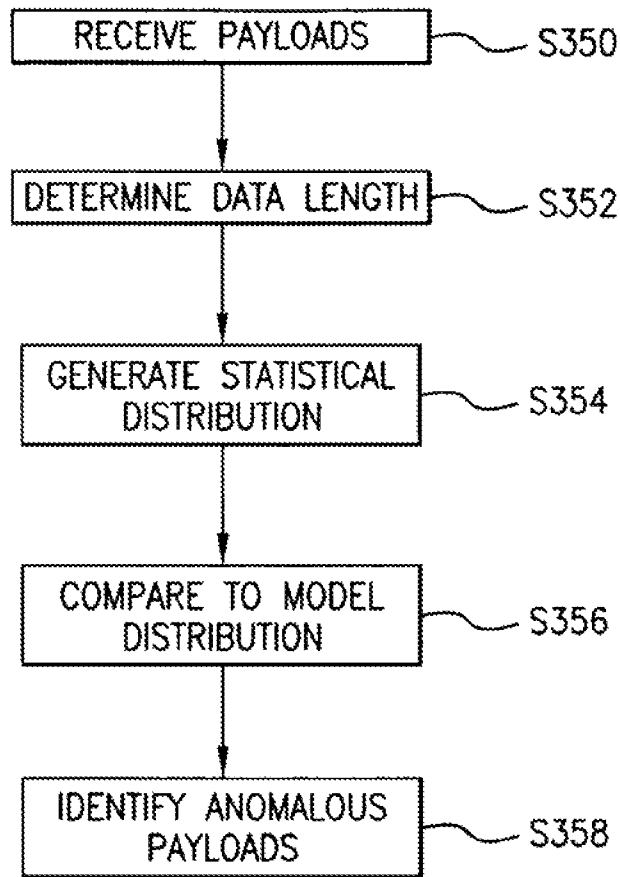 RECEIVE PAYLOADS
S350
DETERMINE DATA LENGTH
S352
GENERATE STATISTICAL
DISTRIBUTION
S354
COMPARE TO MODEL
DISTRIBUTION
S356
IDENTIFY ANOMALOUS
PAYLOADS
S358